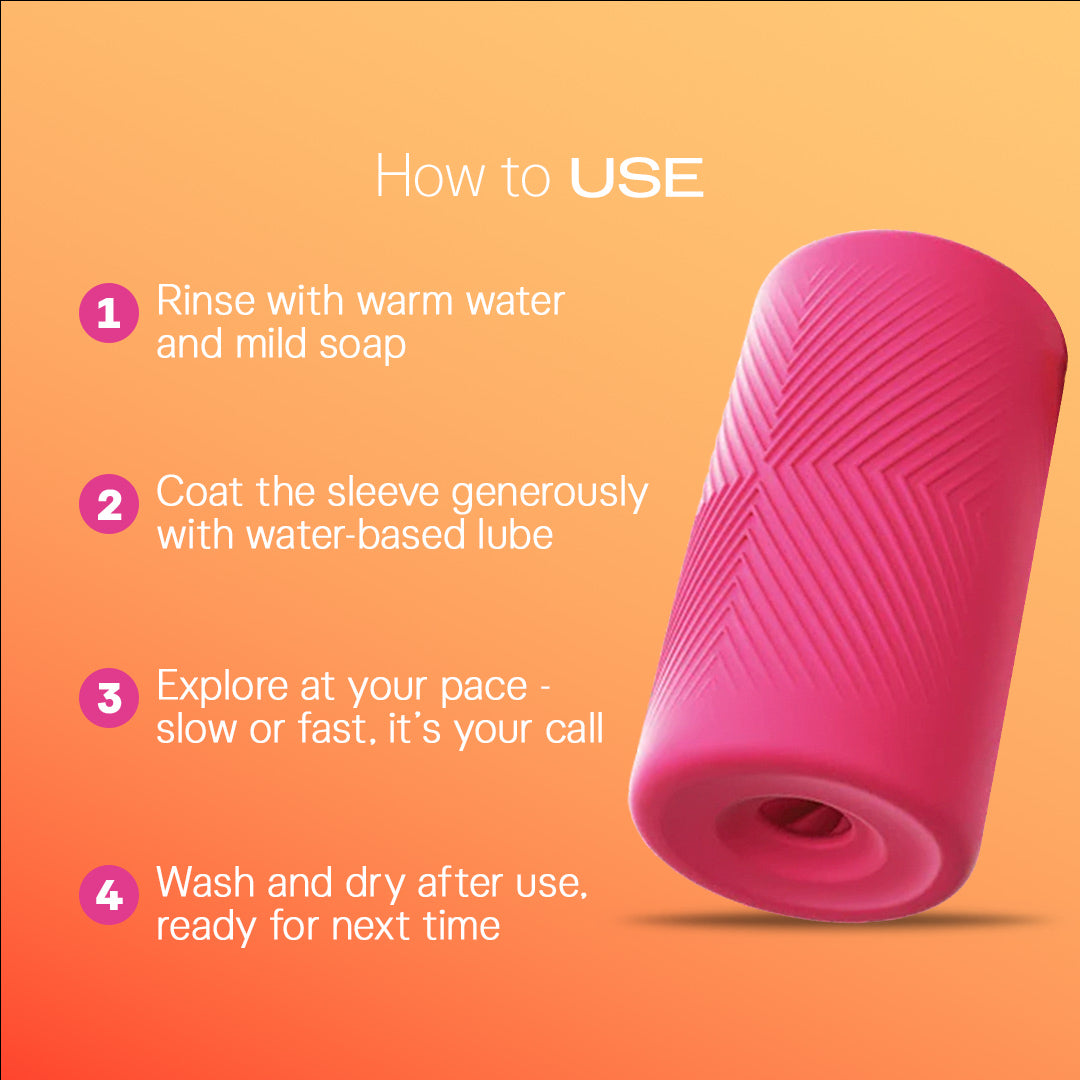 How to USE
1 Rinse with warm water
and mild soap
2 Coat the sleeve generously
with water-based lube
3 Explore at your pace -
slow or fast, it's your call
4 Wash and dry after use,
ready for next time